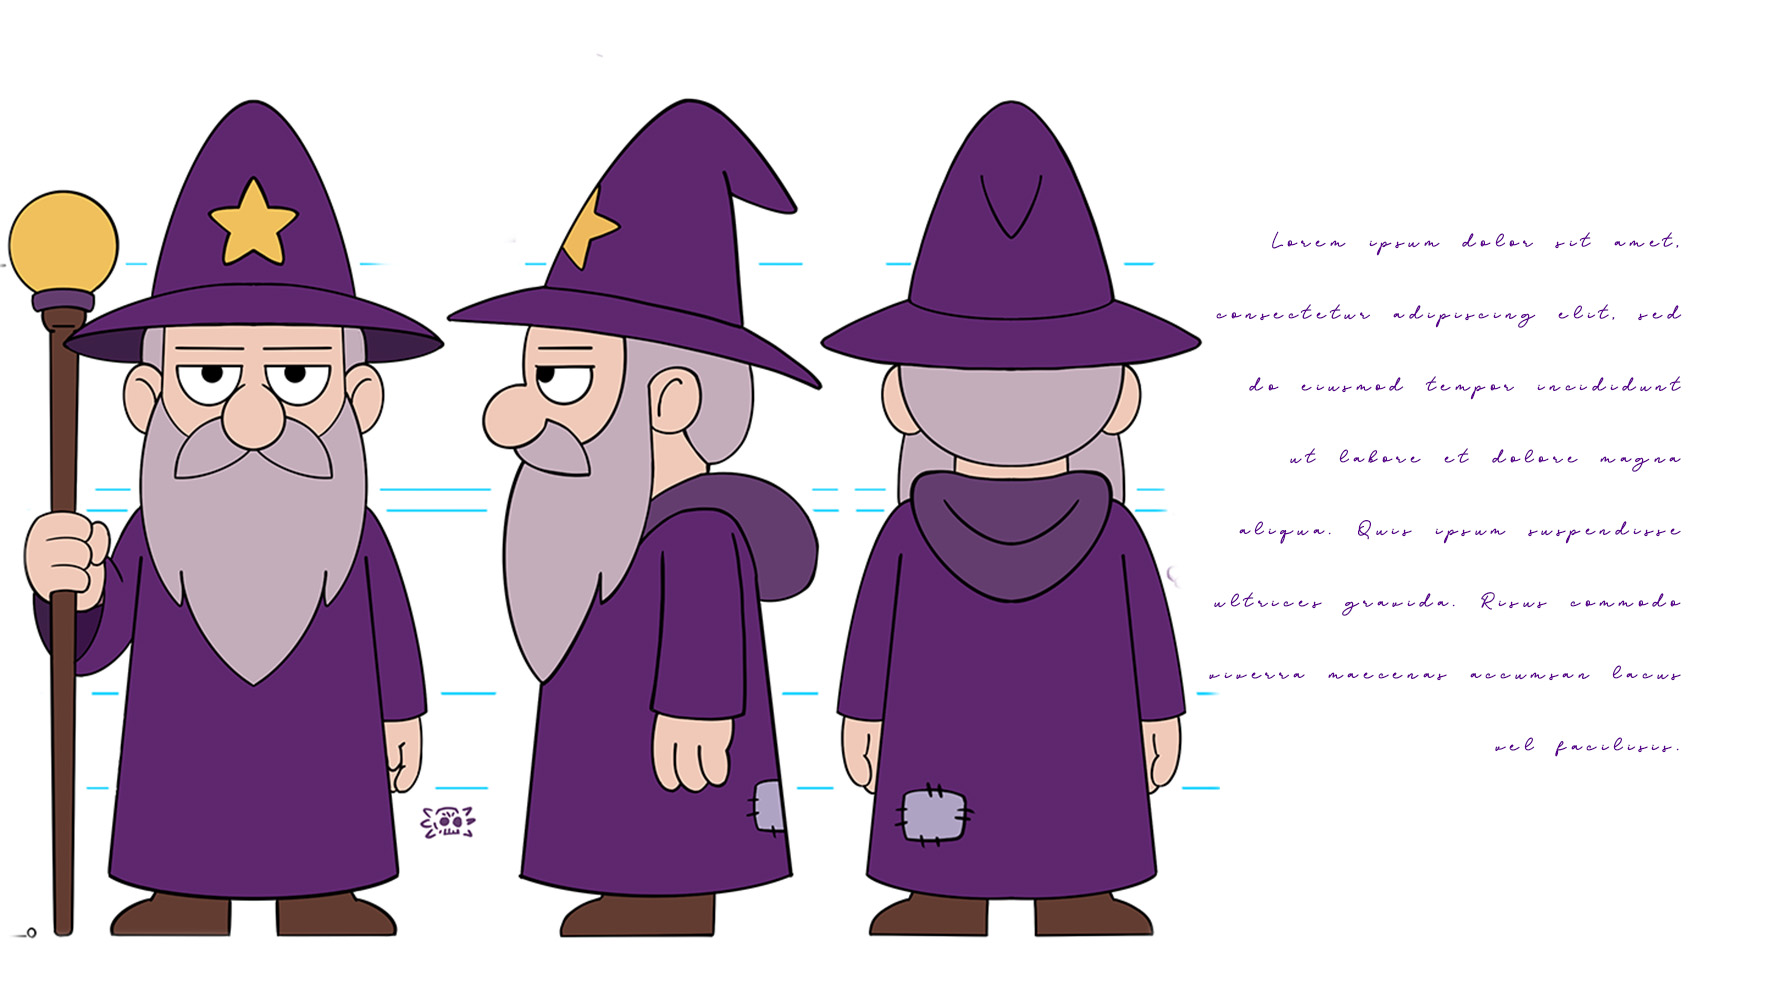 Lorem ipsum dolor sit amet,
consectetur adipiscing elit, sed
do eiusmod tempor incididunt
ut labore et dolore magna
aliqua. Quis ipsum suspendisse
ultrices gravida. Risus commodo
viverra maecenas accumsan lacus
vel facilisis.